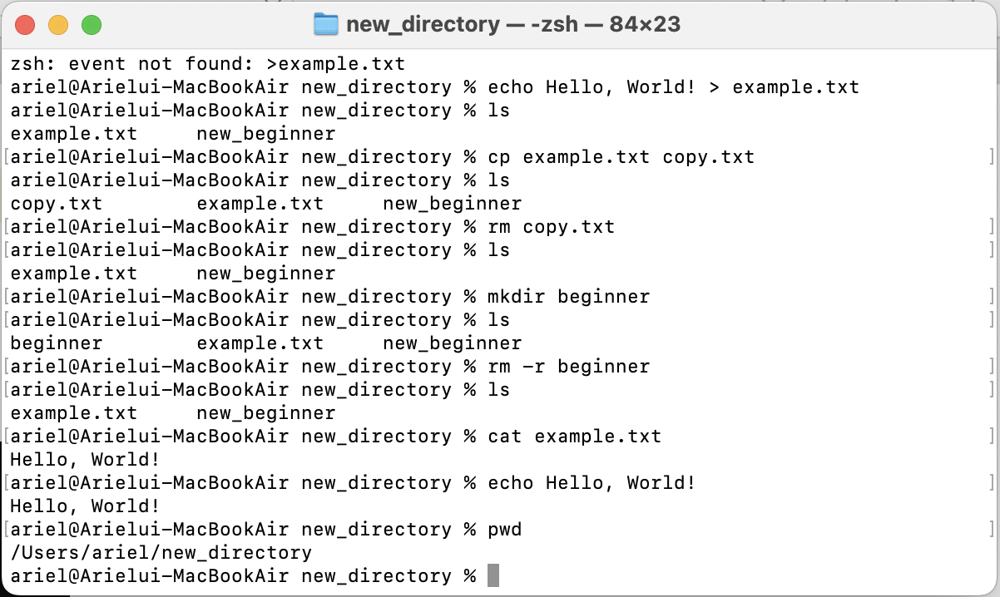 new_directory — -zsh — 84×23
zsh: event not found: >example.txt
ariel@Arielui-MacBookAir new_directory % echo Hello, World! > example.txt
ariel@Arielui-MacBookAir new_directory % ls
example.txt     new_beginner
[ariel@Arielui-MacBookAir new_directory % cp example.txt copy.txt ]
ariel@Arielui-MacBookAir new_directory % ls
copy.txt        example.txt     new_beginner
[ariel@Arielui-MacBookAir new_directory % rm copy.txt ]
[ariel@Arielui-MacBookAir new_directory % ls ]
example.txt     new_beginner
[ariel@Arielui-MacBookAir new_directory % mkdir beginner ]
[ariel@Arielui-MacBookAir new_directory % ls ]
beginner        example.txt     new_beginner
[ariel@Arielui-MacBookAir new_directory % rm -r beginner ]
[ariel@Arielui-MacBookAir new_directory % ls ]
example.txt     new_beginner
[ariel@Arielui-MacBookAir new_directory % cat example.txt ]
Hello, World!
[ariel@Arielui-MacBookAir new_directory % echo Hello, World! ]
Hello, World!
[ariel@Arielui-MacBookAir new_directory % pwd ]
/Users/ariel/new_directory
ariel@Arielui-MacBookAir new_directory %